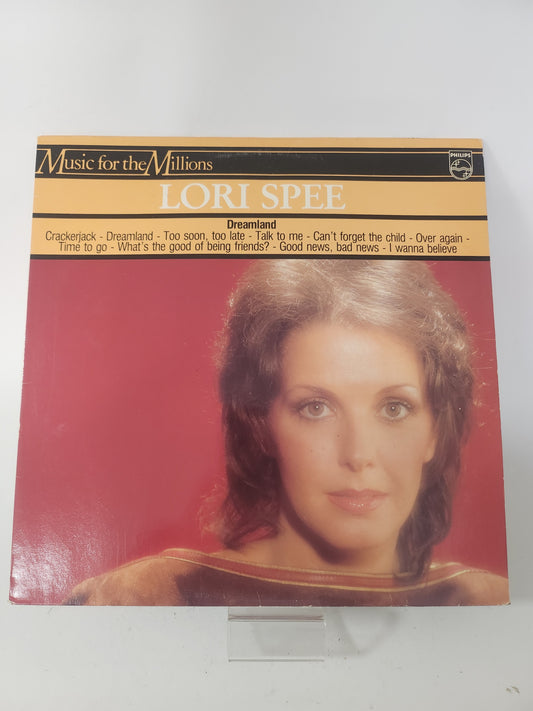 Music for the Millions
PHILIPS
LORI SPEE
Dreamland
Crackerjack - Dreamland - Too soon, too late - Talk to me - Can't forget the child - Over again -
Time to go - What's the good of being friends? - Good news, bad news - I wanna believe